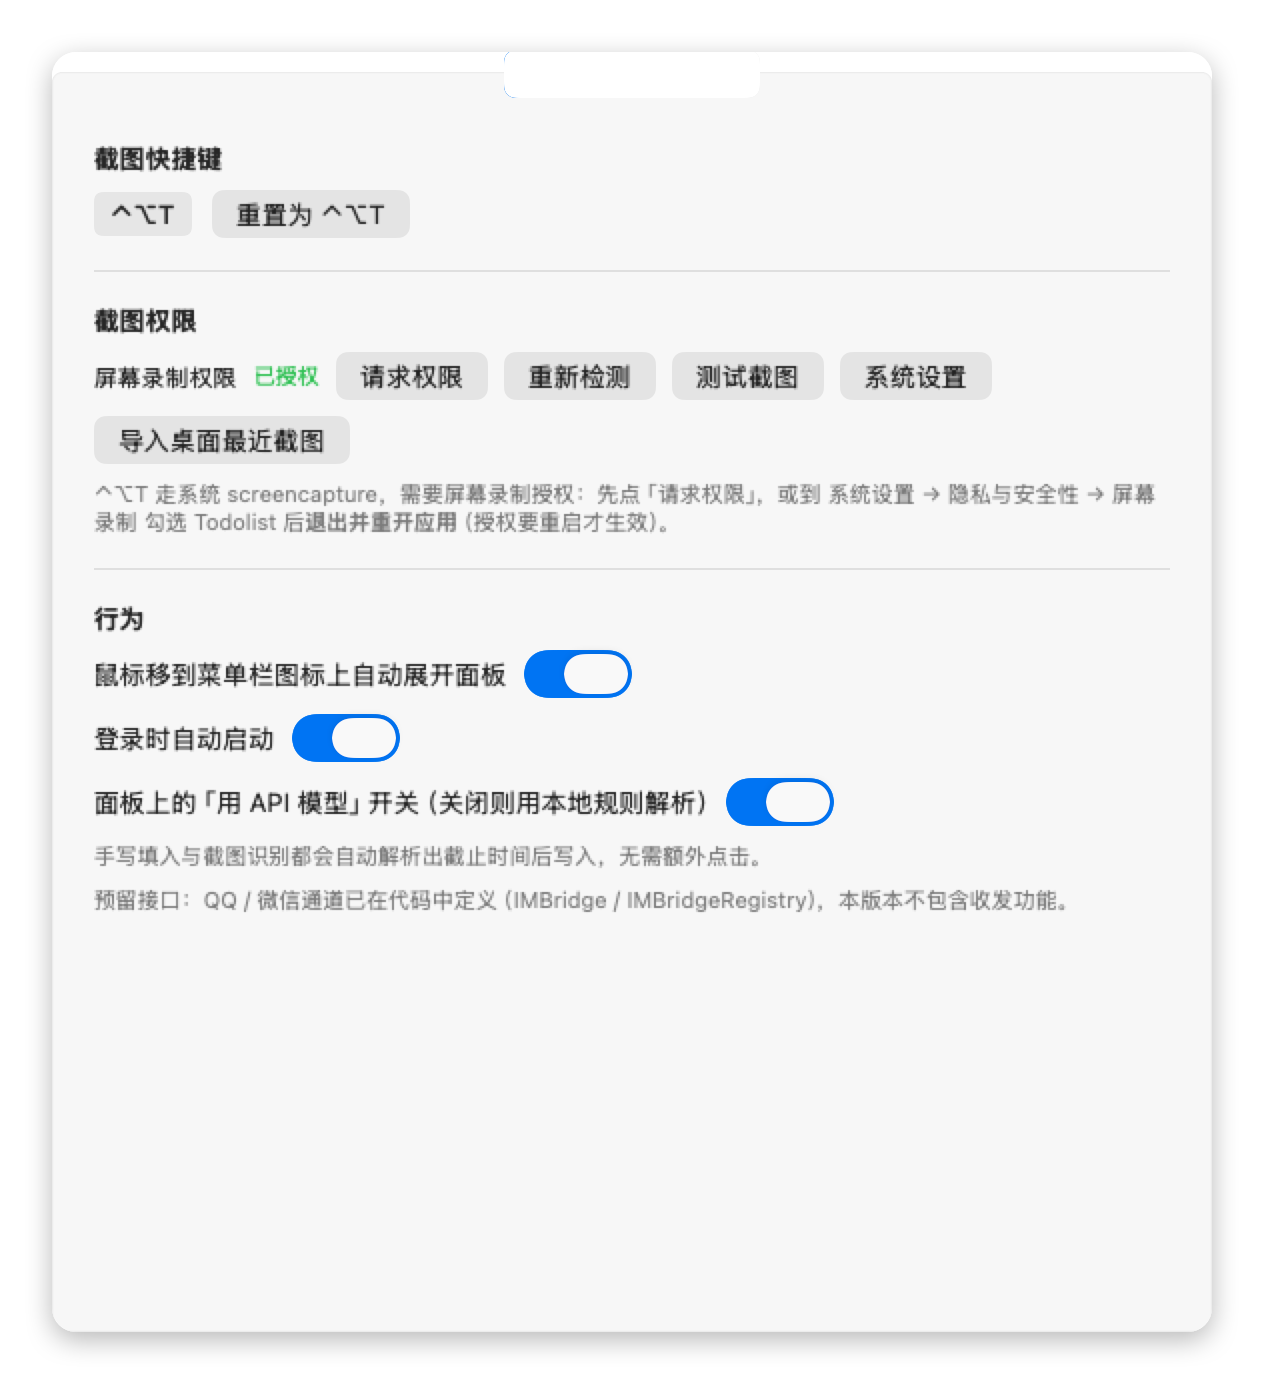 截图快捷键
^⌥T 重置为 ^⌥T
截图权限
屏幕录制权限 已授权 请求权限 重新检测 测试截图 系统设置
导入桌面最近截图
^⌥T 走系统 screencapture，需要屏幕录制授权：先点「请求权限」，或到 系统设置 → 隐私与安全性 → 屏幕
录制 勾选 Todolist 后退出并重开应用（授权要重启才生效）。
行为
鼠标移到菜单栏图标上自动展开面板
登录时自动启动
面板上的「用 API 模型」开关（关闭则用本地规则解析）
手写填入与截图识别都会自动解析出截止时间后写入，无需额外点击。
预留接口：QQ / 微信通道已在代码中定义（IMBridge / IMBridgeRegistry），本版本不包含收发功能。